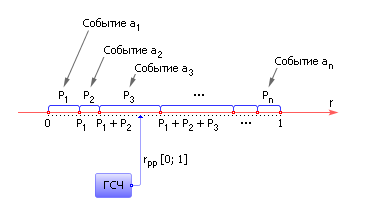 Событие a1
Событие a2
Событие a3
Событие an
P1 P2 P3 ... Pn
r
0 P1 P1 + P2 P1 + P2 + P3 ... 1
rрр [0; 1]
ГСЧ